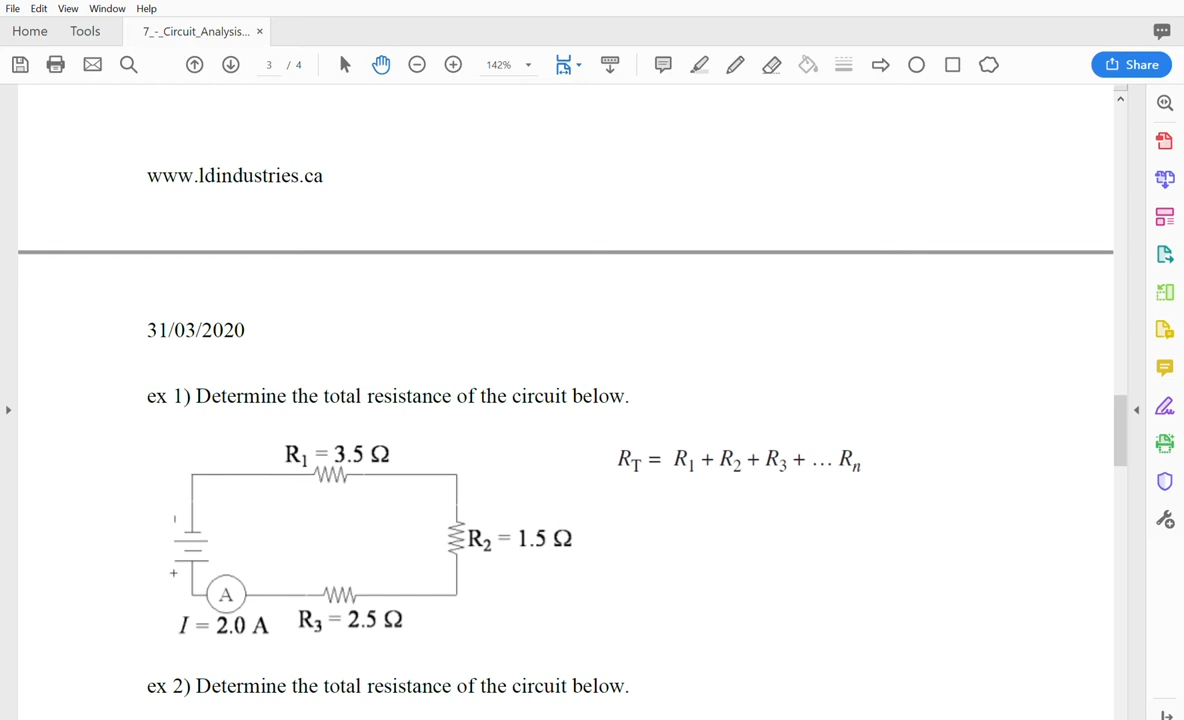 File Edit View Window Help
Home Tools 7_-_Circuit_Analysis... ×
3 / 4 142% Share
www.ldindustries.ca
31/03/2020
ex 1) Determine the total resistance of the circuit below.
R₁ = 3.5 Ω
R_T = R₁ + R₂ + R₃ + ... Rₙ
R₂ = 1.5 Ω
-
+
A
I = 2.0 A R₃ = 2.5 Ω
ex 2) Determine the total resistance of the circuit below.